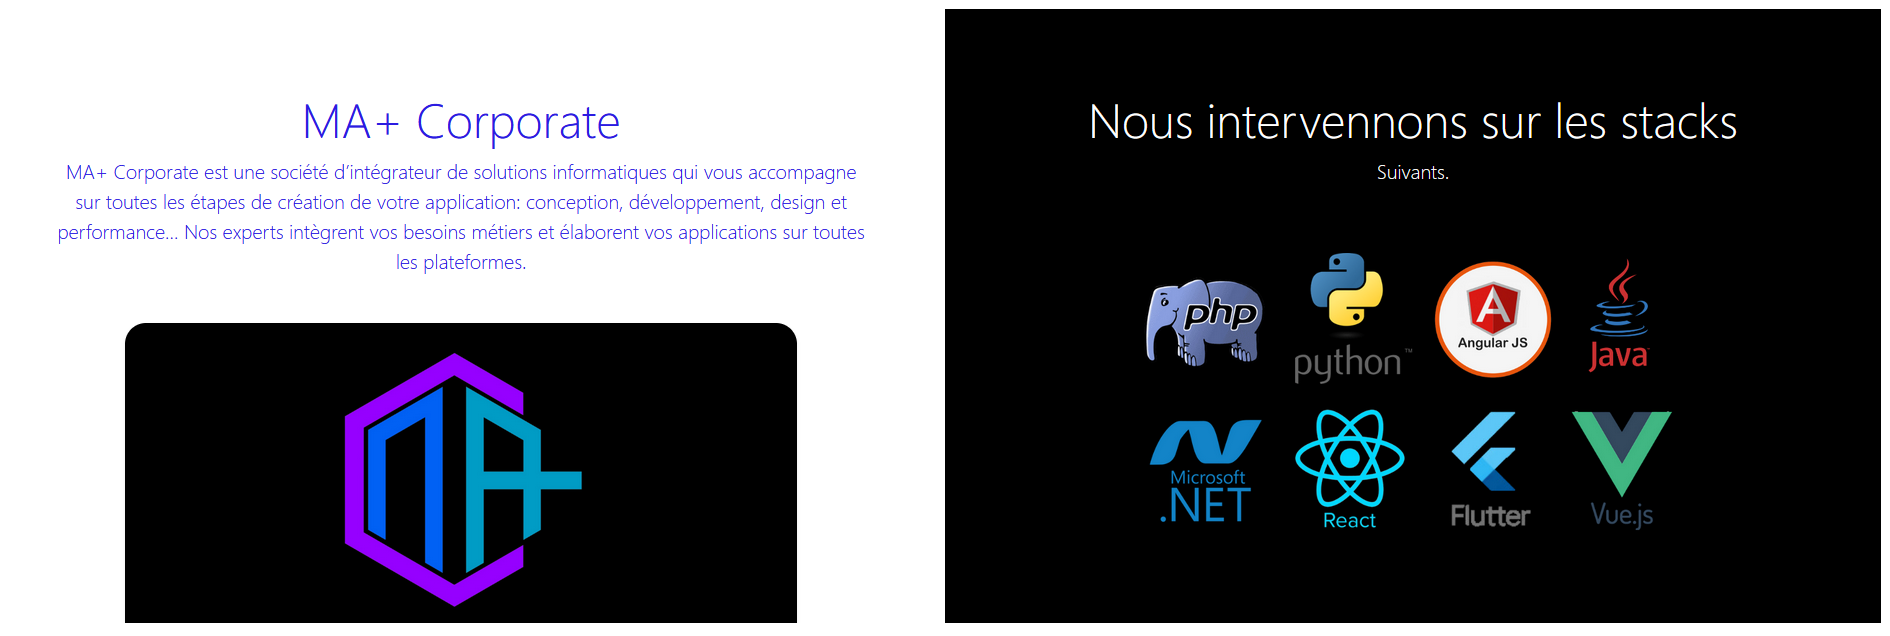 MA+ Corporate
MA+ Corporate est une société d’intégrateur de solutions informatiques qui vous accompagne
sur toutes les étapes de création de votre application: conception, développement, design et
performance... Nos experts intègrent vos besoins métiers et élaborent vos applications sur toutes
les plateformes.
Nous intervennons sur les stacks
Suivants.
php
python™
Angular JS
Java
Microsoft
.NET
React
Flutter
Vue.js